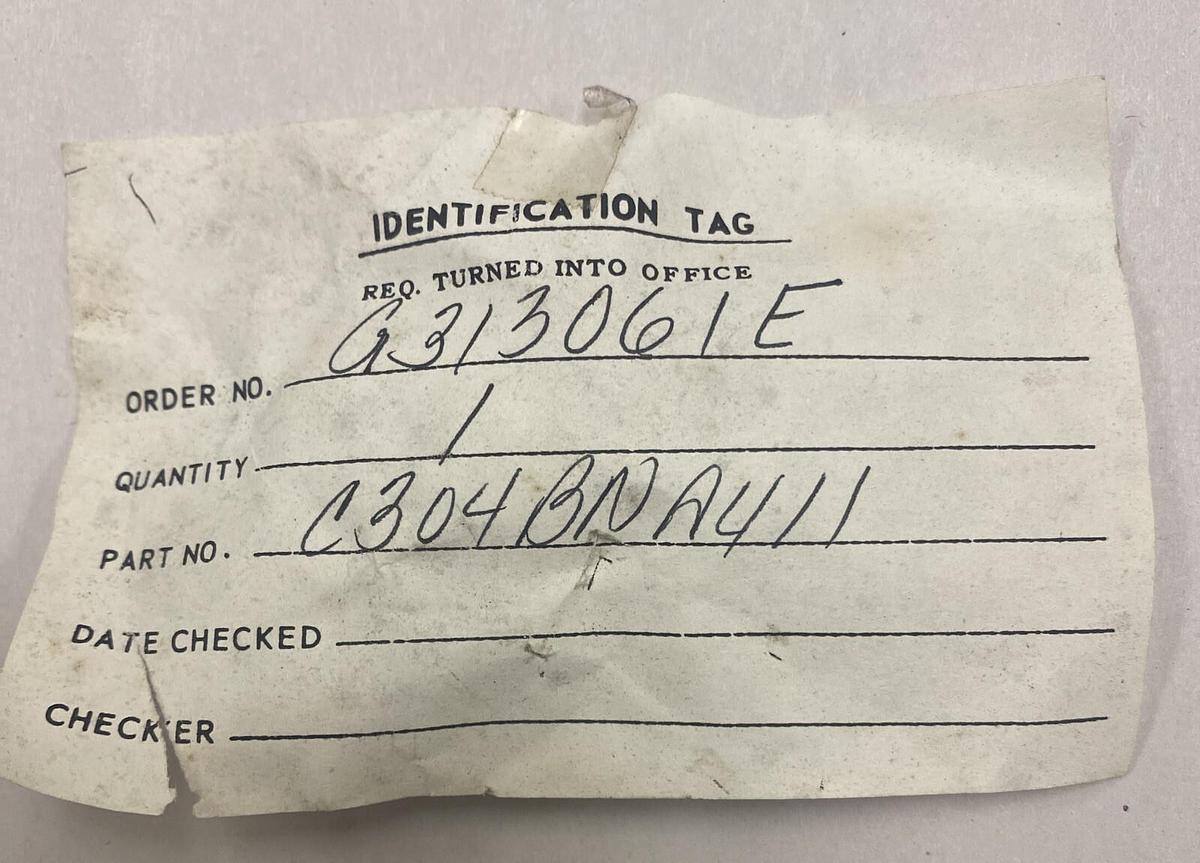 IDENTIFICATION TAG
REQ. TURNED INTO OFFICE
ORDER NO. G313061E
QUANTITY 1
PART NO. C304BNA411
DATE CHECKED
CHECKER